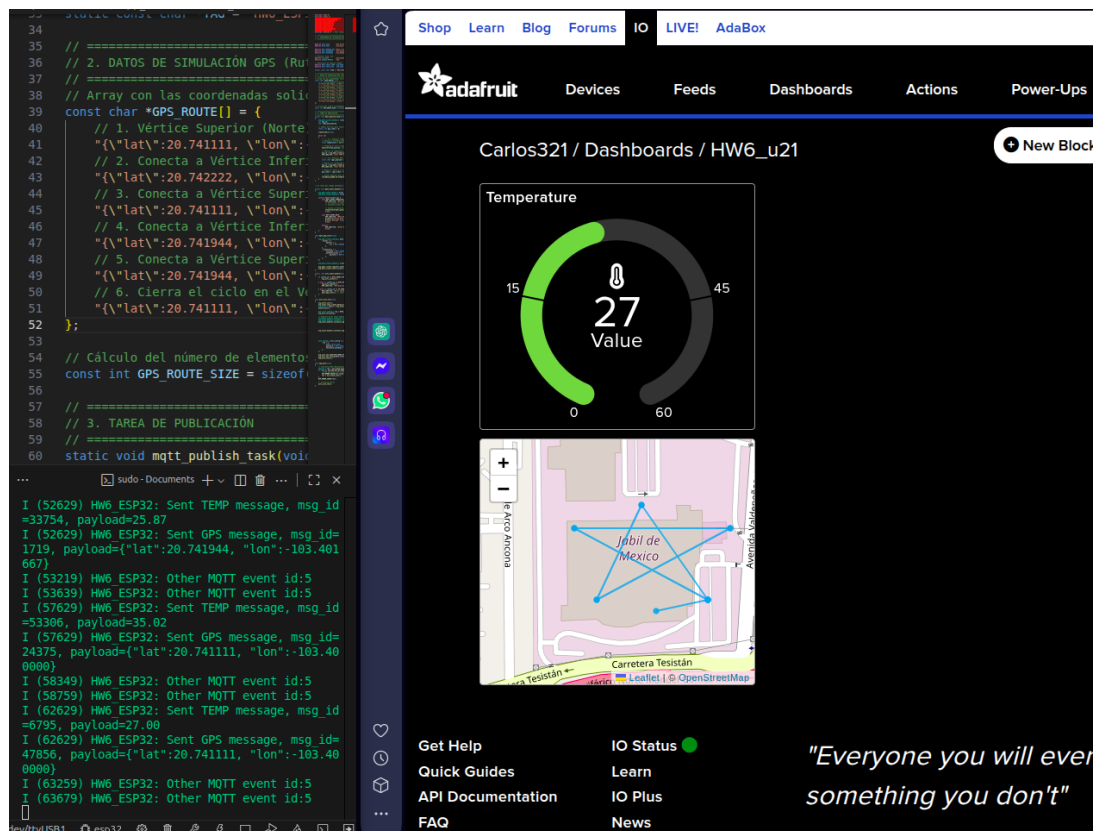 34
35 // ==============================
36 // 2. DATOS DE SIMULACIÓN GPS (Ru
37 // ==============================
38 // Array con las coordenadas soli
39 const char *GPS_ROUTE[] = {
40 // 1. Vértice Superior (Norte
41 "{\"lat\":20.741111, \"lon\":
42 // 2. Conecta a Vértice Infer
43 "{\"lat\":20.742222, \"lon\":
44 // 3. Conecta a Vértice Super
45 "{\"lat\":20.741111, \"lon\":
46 // 4. Conecta a Vértice Infer
47 "{\"lat\":20.741944, \"lon\":
48 // 5. Conecta a Vértice Super
49 "{\"lat\":20.741944, \"lon\":
50 // 6. Cierra el ciclo en el V
51 "{\"lat\":20.741111, \"lon\":
52 };
53
54 // Cálculo del número de elemento
55 const int GPS_ROUTE_SIZE = sizeof
56
57 // ==============================
58 // 3. TAREA DE PUBLICACIÓN
59 // ==============================
60 static void mqtt_publish_task(voi
sudo - Documents
I (52629) HW6_ESP32: Sent TEMP message, msg_id
=33754, payload=25.87
I (52629) HW6_ESP32: Sent GPS message, msg_id=
1719, payload={"lat":20.741944, "lon":-103.401
667}
I (53219) HW6_ESP32: Other MQTT event id:5
I (53639) HW6_ESP32: Other MQTT event id:5
I (57629) HW6_ESP32: Sent TEMP message, msg_id
=53306, payload=35.02
I (57629) HW6_ESP32: Sent GPS message, msg_id=
24375, payload={"lat":20.741111, "lon":-103.40
0000}
I (58349) HW6_ESP32: Other MQTT event id:5
I (58759) HW6_ESP32: Other MQTT event id:5
I (62629) HW6_ESP32: Sent TEMP message, msg_id
=6795, payload=27.00
I (62629) HW6_ESP32: Sent GPS message, msg_id=
47856, payload={"lat":20.741111, "lon":-103.40
0000}
I (63259) HW6_ESP32: Other MQTT event id:5
I (63679) HW6_ESP32: Other MQTT event id:5
dev/ttyUSB1 esp32
Shop Learn Blog Forums IO LIVE! AdaBox
adafruit Devices Feeds Dashboards Actions Power-Ups
Carlos321 / Dashboards / HW6_u21
New Block
Temperature
15
45
27
Value
0
60
+
−
Arco Ancona
Jabil de
Mexico
Avenida Valdepeñas
Carretera Tesistán
Tesistán
Leaflet | © OpenStreetMap
Get Help
Quick Guides
API Documentation
FAQ
IO Status
Learn
IO Plus
News
"Everyone you will ever
something you don't"